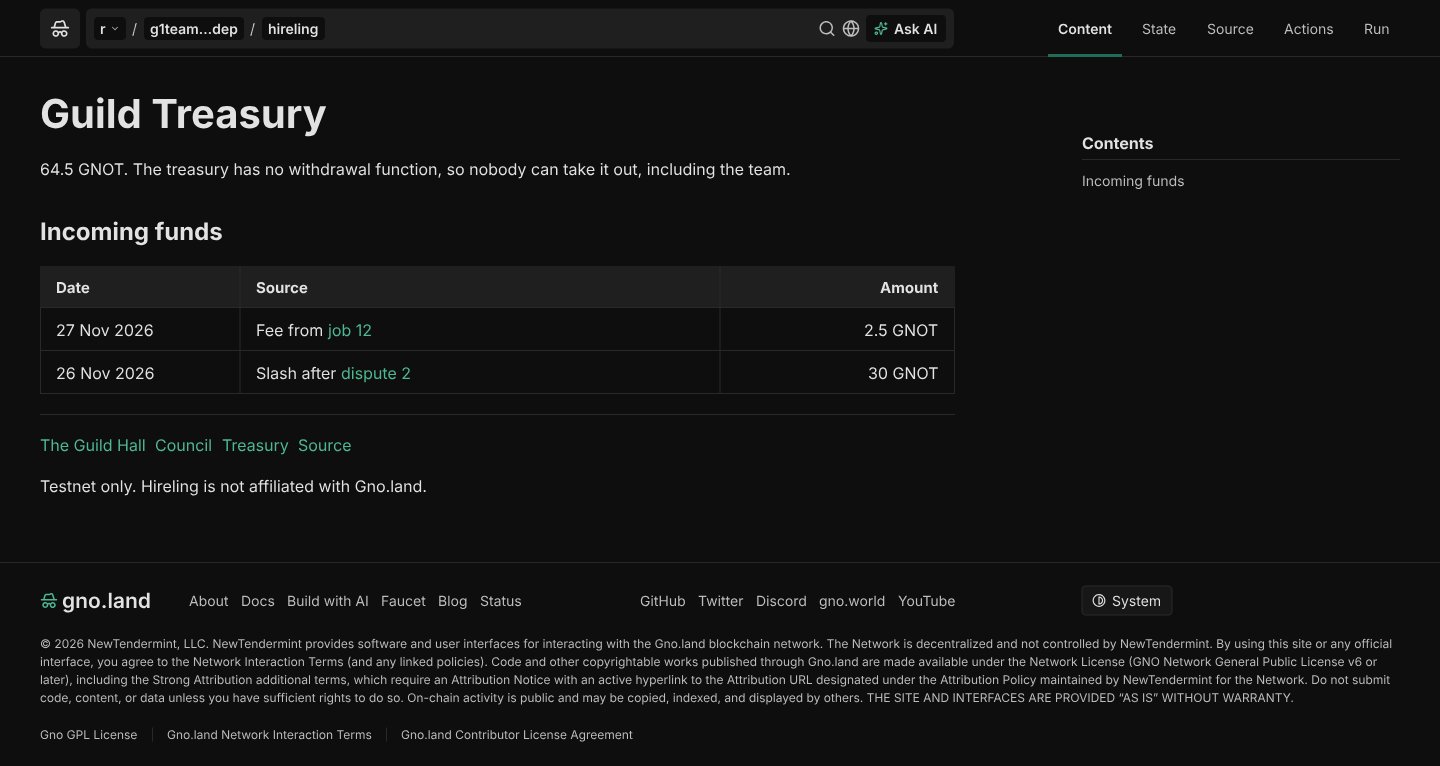 r / g1team...dep / hireling
Ask AI
Content State Source Actions Run
Guild Treasury
64.5 GNOT. The treasury has no withdrawal function, so nobody can take it out, including the team.
Contents
Incoming funds
Incoming funds
Date Source Amount
27 Nov 2026 Fee from job 12 2.5 GNOT
26 Nov 2026 Slash after dispute 2 30 GNOT
The Guild Hall Council Treasury Source
Testnet only. Hireling is not affiliated with Gno.land.
gno.land About Docs Build with AI Faucet Blog Status GitHub Twitter Discord gno.world YouTube System
© 2026 NewTendermint, LLC. NewTendermint provides software and user interfaces for interacting with the Gno.land blockchain network. The Network is decentralized and not controlled by NewTendermint. By using this site or any official
interface, you agree to the Network Interaction Terms (and any linked policies). Code and other copyrightable works published through Gno.land are made available under the Network License (GNO Network General Public License v6 or
later), including the Strong Attribution additional terms, which require an Attribution Notice with an active hyperlink to the Attribution URL designated under the Attribution Policy maintained by NewTendermint for the Network. Do not submit
code, content, or data unless you have sufficient rights to do so. On-chain activity is public and may be copied, indexed, and displayed by others. THE SITE AND INTERFACES ARE PROVIDED “AS IS” WITHOUT WARRANTY.
Gno GPL License Gno.land Network Interaction Terms Gno.land Contributor License Agreement